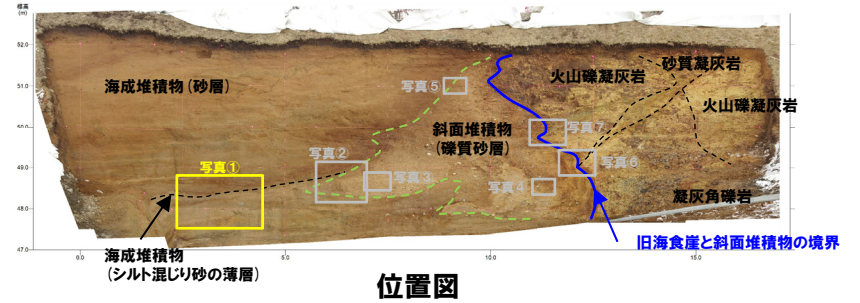 標高
(m)
52.0
51.0
50.0
49.0
48.0
47.0
0.0
5.0
10.0
15.0
海成堆積物(砂層)
写真①
写真2
写真3
写真4
写真5
写真6
写真7
斜面堆積物
(礫質砂層)
火山礫凝灰岩
砂質凝灰岩
火山礫凝灰岩
凝灰角礫岩
海成堆積物
(シルト混じり砂の薄層)
旧海食崖と斜面堆積物の境界
位置図